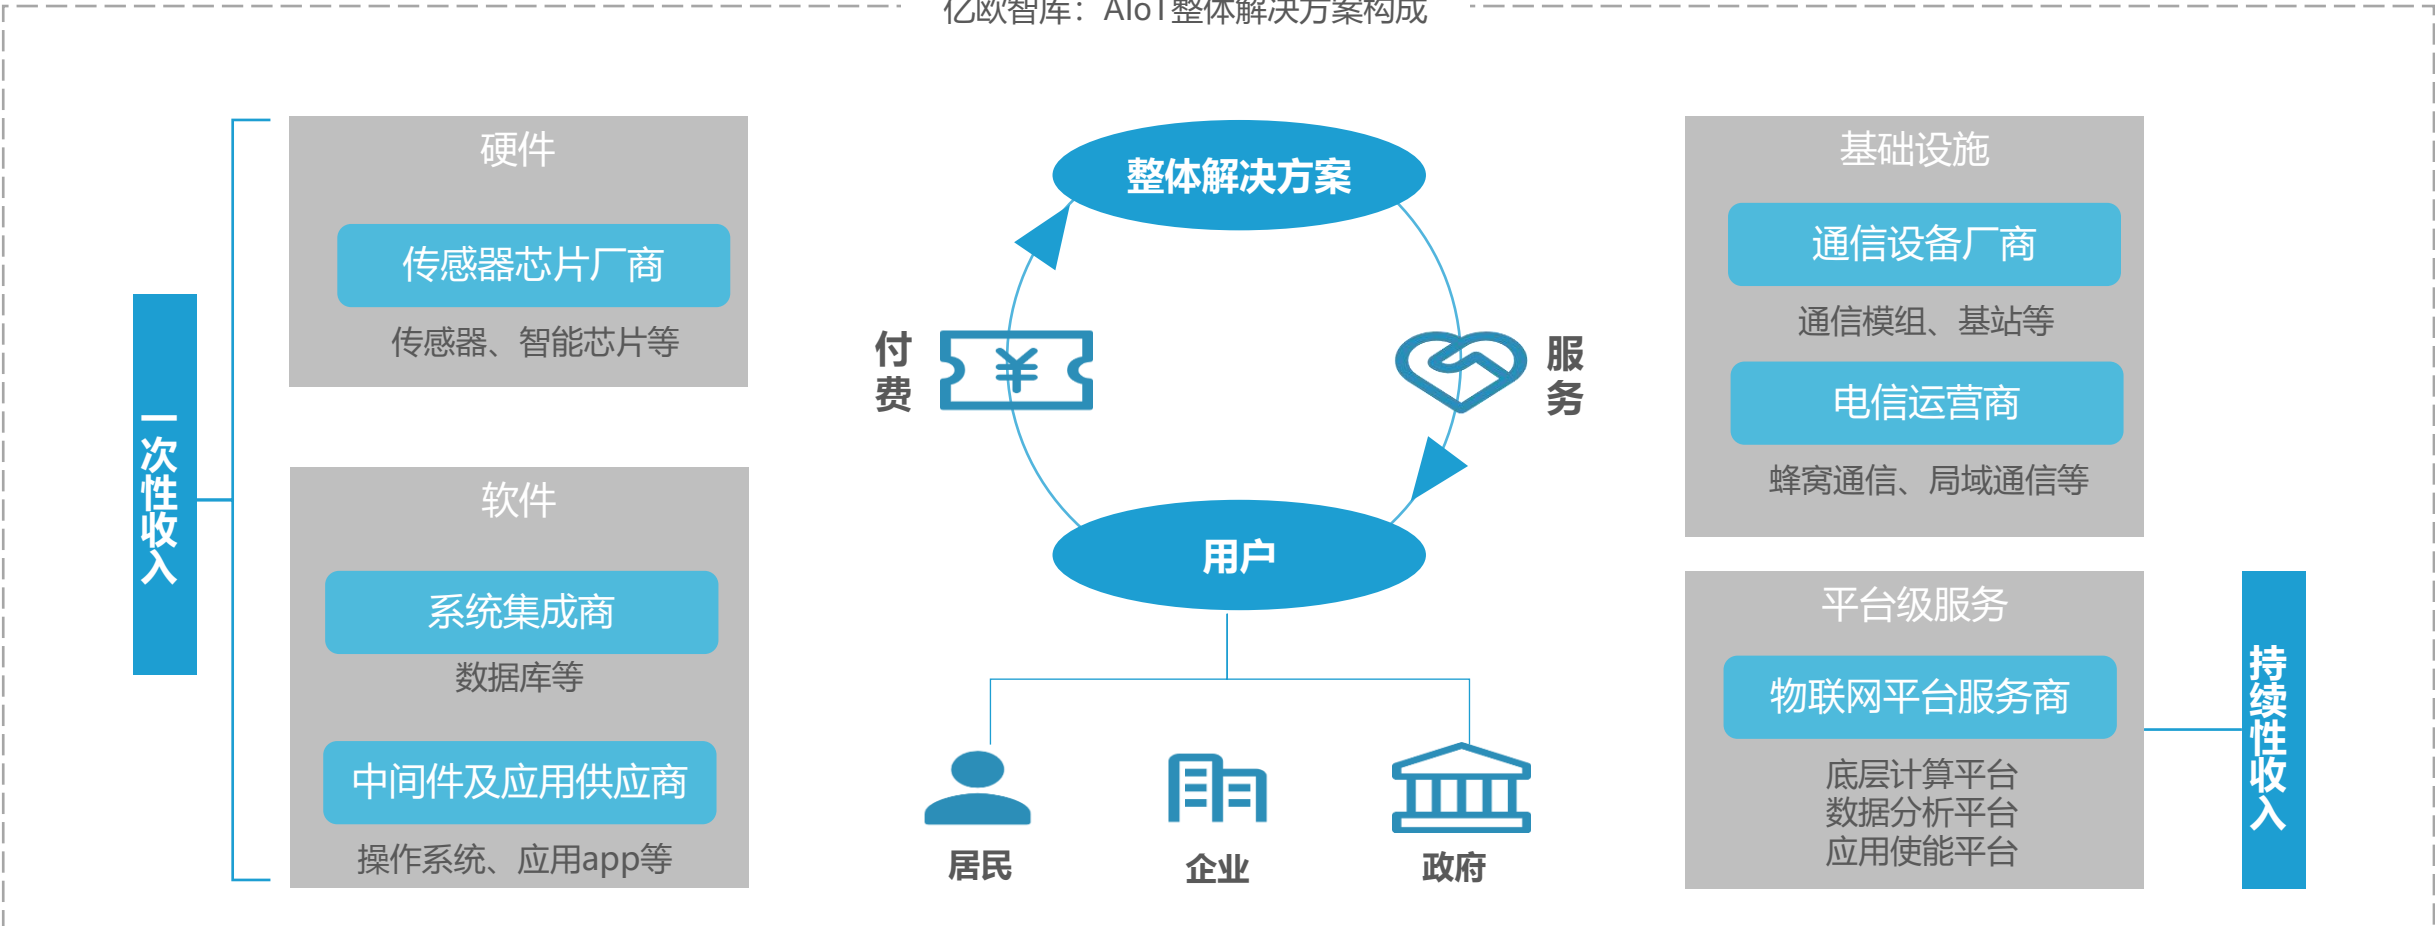 亿欧智库：AIoT整体解决方案构成
一次性收入
硬件
传感器芯片厂商
传感器、智能芯片等
软件
系统集成商
数据库等
中间件及应用供应商
操作系统、应用app等
整体解决方案
付费
服务
用户
居民
企业
政府
基础设施
通信设备厂商
通信模组、基站等
电信运营商
蜂窝通信、局域通信等
平台级服务
物联网平台服务商
底层计算平台
数据分析平台
应用使能平台
持续性收入